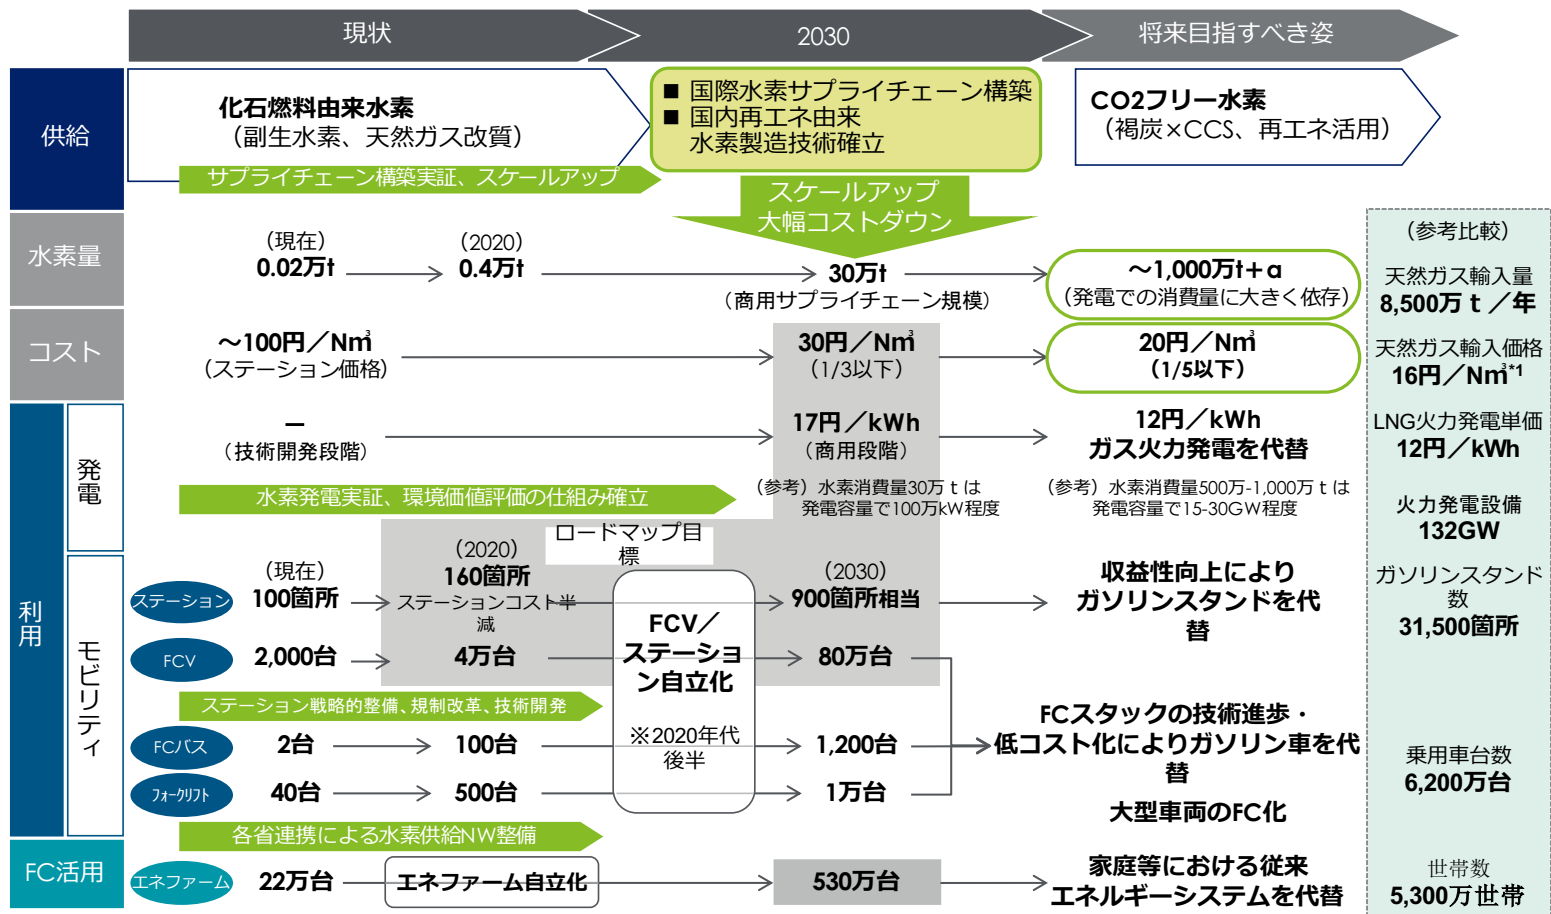 現状
2030
将来目指すべき姿
供給
化石燃料由来水素
（副生水素、天然ガス改質）
サプライチェーン構築実証、スケールアップ
■ 国際水素サプライチェーン構築
■ 国内再エネ由来
水素製造技術確立
CO2フリー水素
（褐炭×CCS、再エネ活用）
スケールアップ
大幅コストダウン
（参考比較）
水素量
（現在）
0.02万t
（2020）
0.4万t
30万t
（商用サプライチェーン規模）
～1,000万t＋α
（発電での消費量に大きく依存）
天然ガス輸入量
8,500万ｔ／年
コスト
～100円／Nm³
（ステーション価格）
30円／Nm³
（1/3以下）
20円／Nm³
（1/5以下）
天然ガス輸入価格
16円／Nm³*1
利用
発電
－
（技術開発段階）
17円／kWh
（商用段階）
12円／kWh
ガス火力発電を代替
LNG火力発電単価
12円／kWh
水素発電実証、環境価値評価の仕組み確立
（参考）水素消費量30万ｔは
発電容量で100万kW程度
（参考）水素消費量500万-1,000万ｔは
発電容量で15-30GW程度
火力発電設備
132GW
ロードマップ目
標
モビリティ
ステーション
（現在）
100箇所
（2020）
160箇所
ステーションコスト半
減
（2030）
900箇所相当
収益性向上により
ガソリンスタンドを代
替
ガソリンスタンド
数
31,500箇所
FCV／
ステーショ
ン自立化
※2020年代
後半
FCV
2,000台
4万台
80万台
ステーション戦略的整備、規制改革、技術開発
FCバス
2台
100台
1,200台
FCスタックの技術進歩・
低コスト化によりガソリン車を代
替
大型車両のFC化
乗用車台数
6,200万台
フォークリフト
40台
500台
1万台
各省連携による水素供給NW整備
FC活用
エネファーム
22万台
エネファーム自立化
530万台
家庭等における従来
エネルギーシステムを代替
世帯数
5,300万世帯